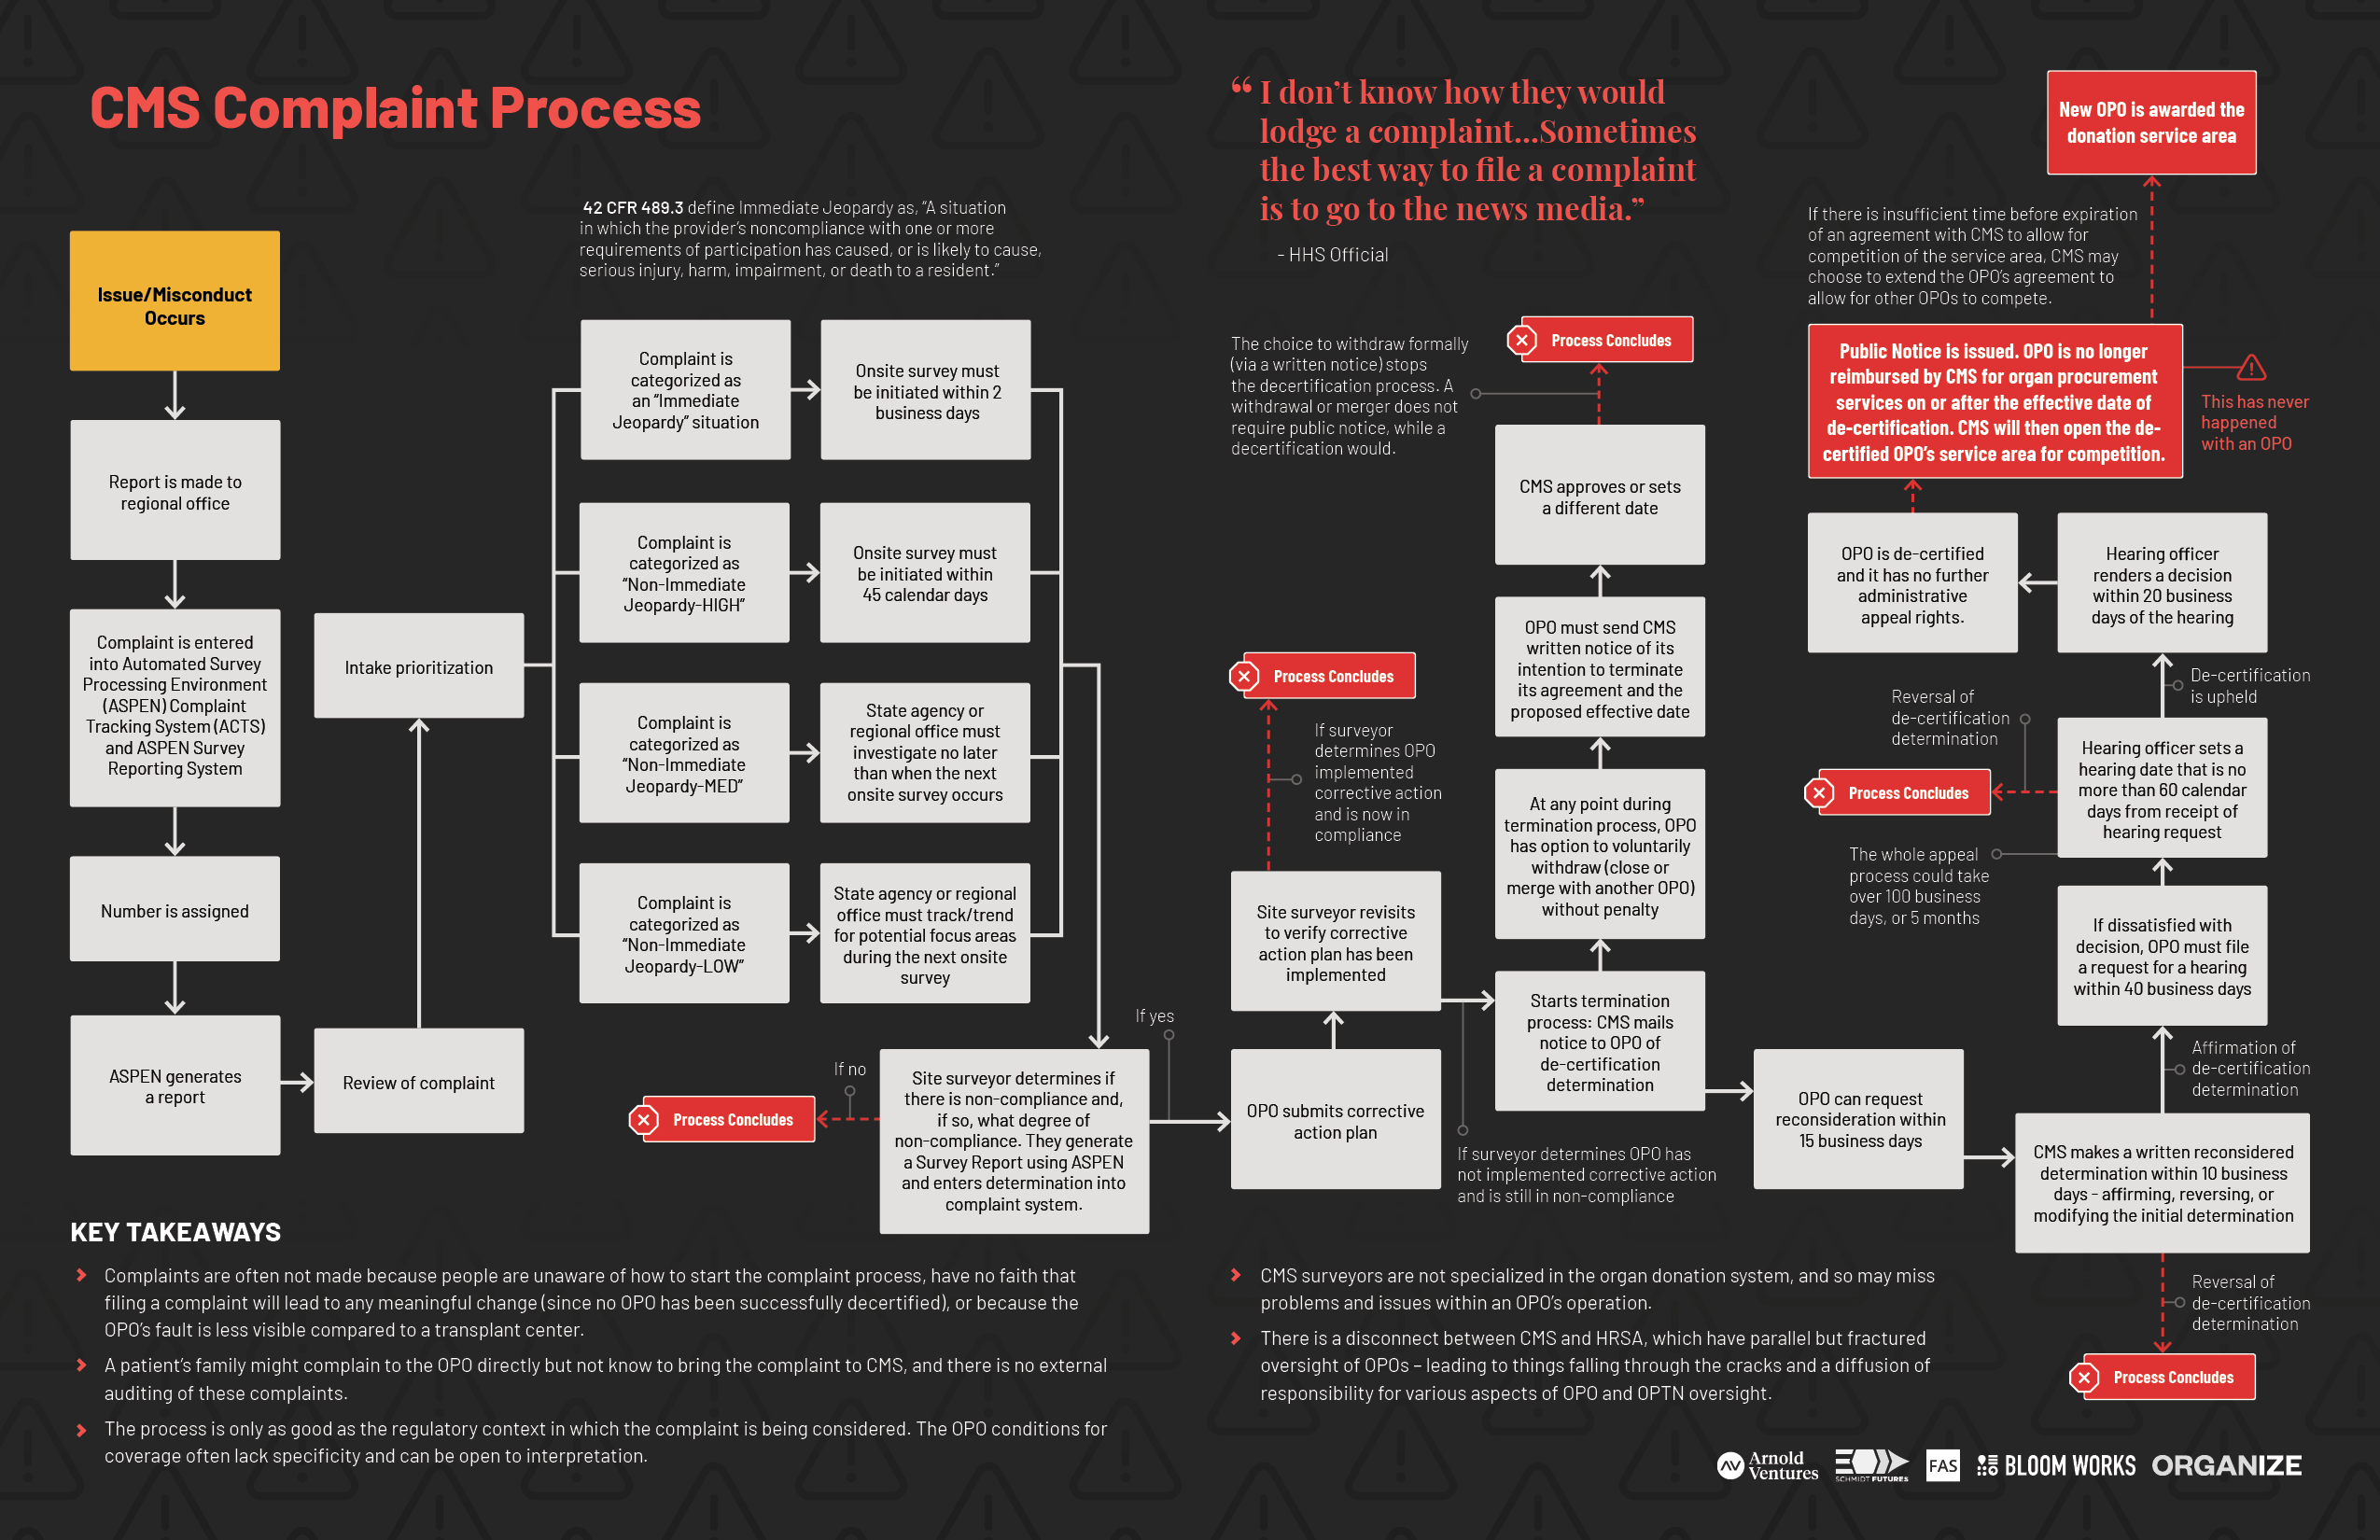 CMS Complaint Process
“ I don’t know how they would
lodge a complaint...Sometimes
the best way to file a complaint
is to go to the news media.”
- HHS Official
Issue/Misconduct
Occurs
Report is made to
regional office
Complaint is entered
into Automated Survey
Processing Environment
(ASPEN) Complaint
Tracking System (ACTS)
and ASPEN Survey
Reporting System
Number is assigned
ASPEN generates
a report
Review of complaint
Intake prioritization
42 CFR 489.3 define Immediate Jeopardy as, “A situation
in which the provider’s noncompliance with one or more
requirements of participation has caused, or is likely to cause,
serious injury, harm, impairment, or death to a resident.”
Complaint is
categorized as
an “Immediate
Jeopardy” situation
Onsite survey must
be initiated within 2
business days
Complaint is
categorized as
“Non-Immediate
Jeopardy-HIGH”
Onsite survey must
be initiated within
45 calendar days
Complaint is
categorized as
“Non-Immediate
Jeopardy-MED”
State agency or
regional office must
investigate no later
than when the next
onsite survey occurs
Complaint is
categorized as
“Non-Immediate
Jeopardy-LOW”
State agency or regional
office must track/trend
for potential focus areas
during the next onsite
survey
Site surveyor determines if
there is non-compliance and,
if so, what degree of
non-compliance. They generate
a Survey Report using ASPEN
and enters determination into
complaint system.
If no
Process Concludes
If yes
OPO submits corrective
action plan
Site surveyor revisits
to verify corrective
action plan has been
implemented
If surveyor
determines OPO
implemented
corrective action
and is now in
compliance
Process Concludes
If surveyor determines OPO has
not implemented corrective action
and is still in non-compliance
Starts termination
process: CMS mails
notice to OPO of
de-certification
determination
At any point during
termination process, OPO
has option to voluntarily
withdraw (close or
merge with another OPO)
without penalty
OPO must send CMS
written notice of its
intention to terminate
its agreement and the
proposed effective date
CMS approves or sets
a different date
The choice to withdraw formally
(via a written notice) stops
the decertification process. A
withdrawal or merger does not
require public notice, while a
decertification would.
Process Concludes
OPO can request
reconsideration within
15 business days
CMS makes a written reconsidered
determination within 10 business
days - affirming, reversing, or
modifying the initial determination
Reversal of
de-certification
determination
Process Concludes
Affirmation of
de-certification
determination
If dissatisfied with
decision, OPO must file
a request for a hearing
within 40 business days
Hearing officer sets a
hearing date that is no
more than 60 calendar
days from receipt of
hearing request
The whole appeal
process could take
over 100 business
days, or 5 months
Reversal of
de-certification
determination
Process Concludes
De-certification
is upheld
Hearing officer
renders a decision
within 20 business
days of the hearing
OPO is de-certified
and it has no further
administrative
appeal rights.
Public Notice is issued. OPO is no longer
reimbursed by CMS for organ procurement
services on or after the effective date of
de-certification. CMS will then open the de-
certified OPO’s service area for competition.
This has never
happened
with an OPO
If there is insufficient time before expiration
of an agreement with CMS to allow for
competition of the service area, CMS may
choose to extend the OPO’s agreement to
allow for other OPOs to compete.
New OPO is awarded the
donation service area
KEY TAKEAWAYS
Complaints are often not made because people are unaware of how to start the complaint process, have no faith that
filing a complaint will lead to any meaningful change (since no OPO has been successfully decertified), or because the
OPO’s fault is less visible compared to a transplant center.
A patient’s family might complain to the OPO directly but not know to bring the complaint to CMS, and there is no external
auditing of these complaints.
The process is only as good as the regulatory context in which the complaint is being considered. The OPO conditions for
coverage often lack specificity and can be open to interpretation.
CMS surveyors are not specialized in the organ donation system, and so may miss
problems and issues within an OPO’s operation.
There is a disconnect between CMS and HRSA, which have parallel but fractured
oversight of OPOs – leading to things falling through the cracks and a diffusion of
responsibility for various aspects of OPO and OPTN oversight.
AV Arnold
Ventures
SCHMIDT FUTURES
FAS
BLOOM WORKS
ORGANIZE